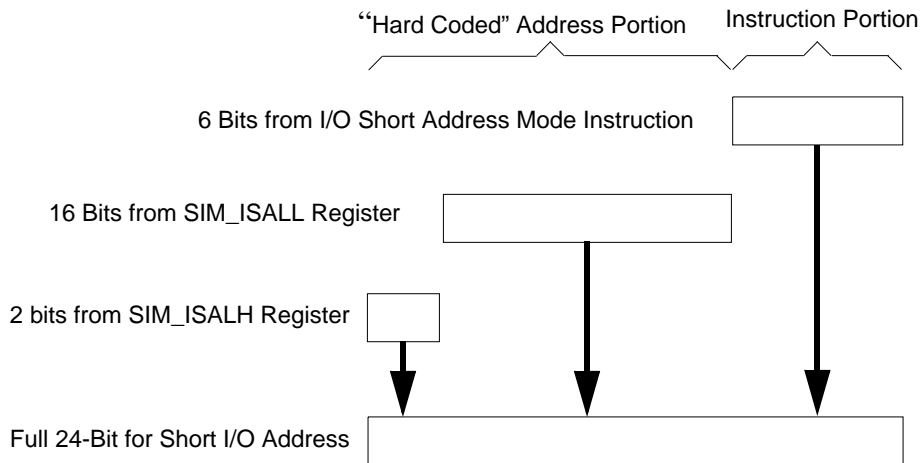 “Hard Coded” Address Portion
Instruction Portion
6 Bits from I/O Short Address Mode Instruction
16 Bits from SIM_ISALL Register
2 bits from SIM_ISALH Register
Full 24-Bit for Short I/O Address